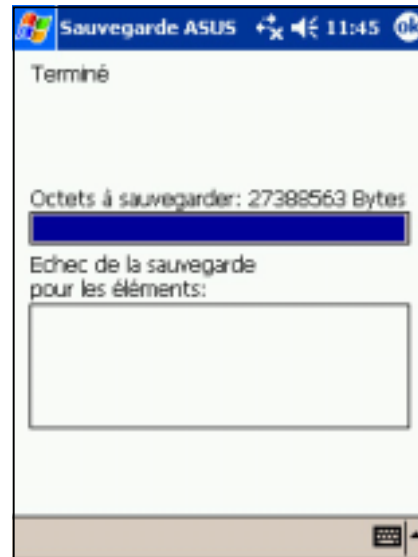 Sauvegarde ASUS 11:45 ok
Terminé
Octets à sauvegarder: 27388563 Bytes
Echec de la sauvegarde
pour les éléments: